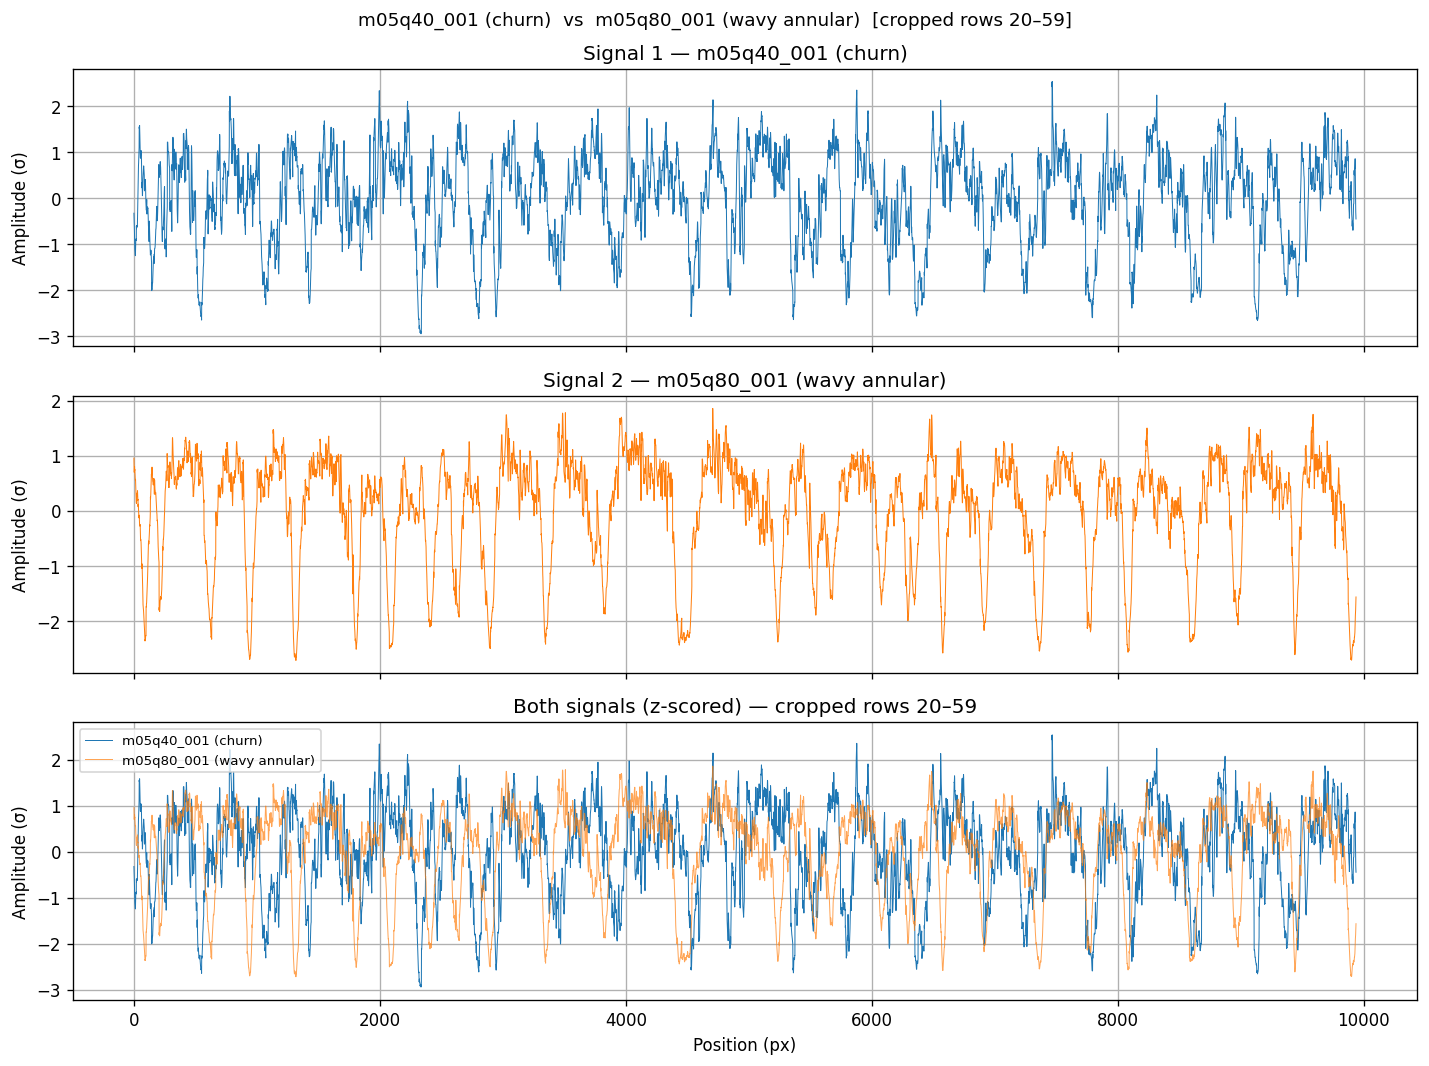 m05q40_001 (churn)  vs  m05q80_001 (wavy annular)  [cropped rows 20–59]
Signal 1 — m05q40_001 (churn)
Amplitude (σ)
2
1
0
−1
−2
−3
Signal 2 — m05q80_001 (wavy annular)
Amplitude (σ)
2
1
0
−1
−2
Both signals (z-scored) — cropped rows 20–59
m05q40_001 (churn)
m05q80_001 (wavy annular)
Amplitude (σ)
2
1
0
−1
−2
−3
0 2000 4000 6000 8000 10000
Position (px)